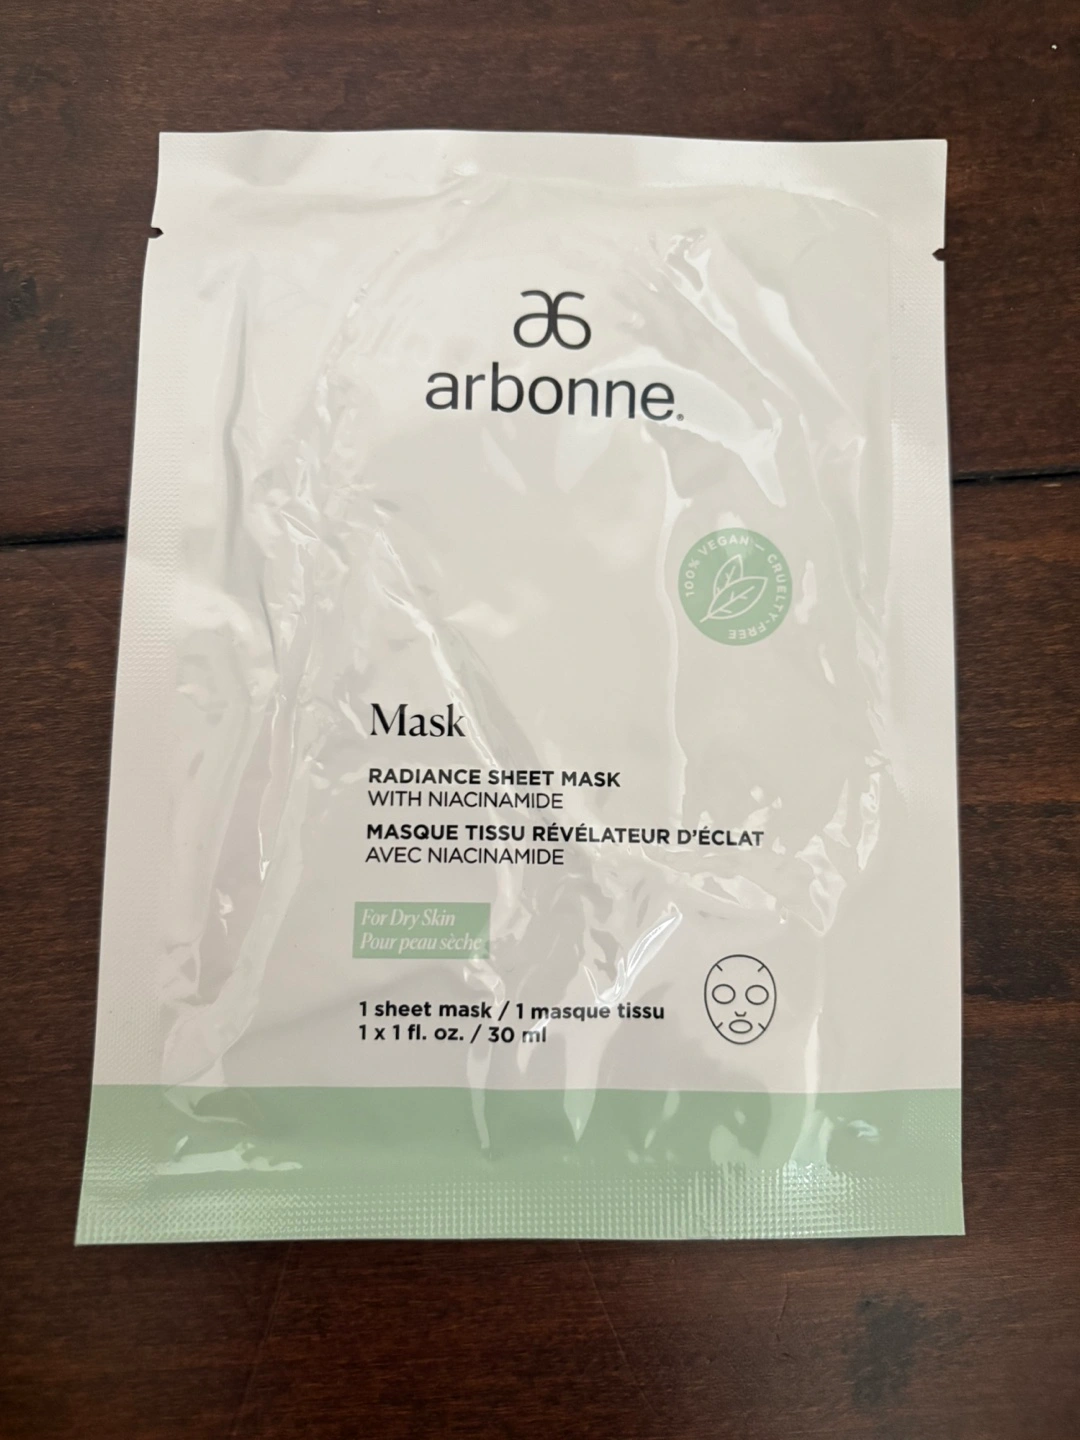 arbonne®
100% VEGAN — CRUELTY-FREE
Mask
RADIANCE SHEET MASK
WITH NIACINAMIDE
MASQUE TISSU RÉVÉLATEUR D'ÉCLAT
AVEC NIACINAMIDE
For Dry Skin
Pour peau sèche
1 sheet mask / 1 masque tissu
1 x 1 fl. oz. / 30 ml